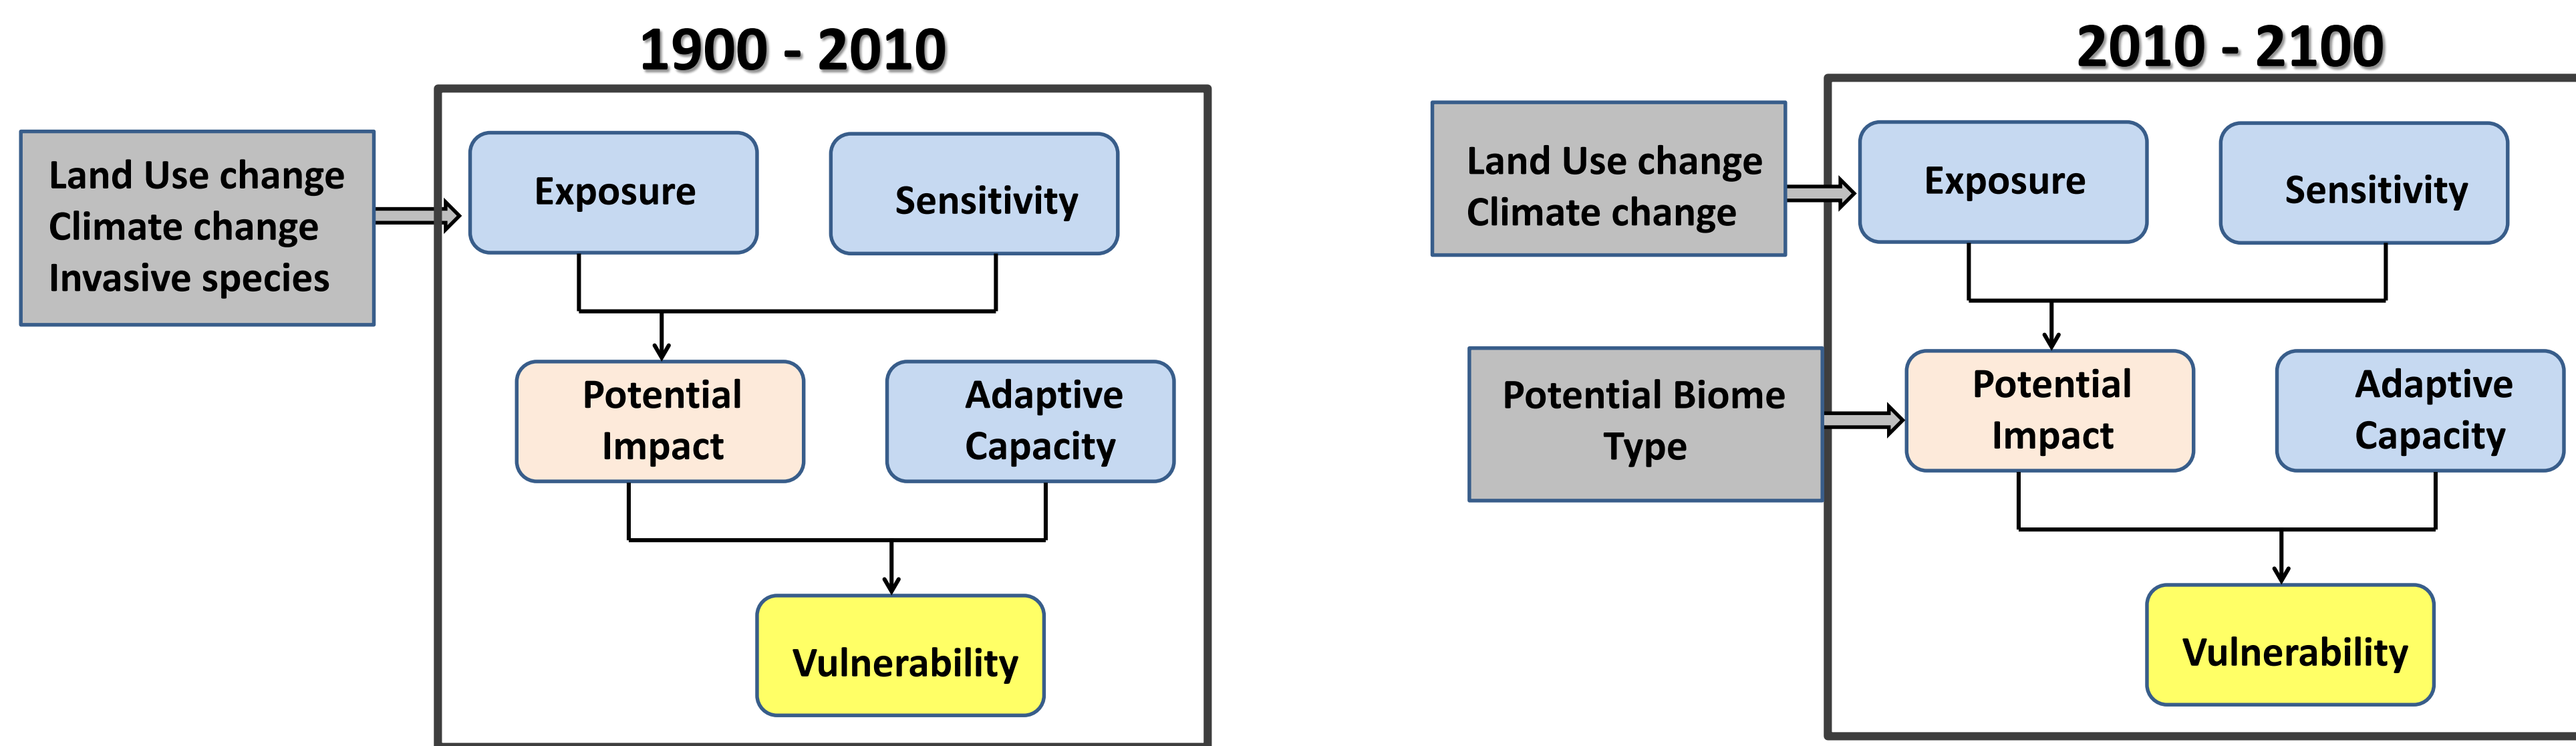 1900 - 2010
Land Use change
Climate change
Invasive species
Exposure
Sensitivity
Potential
Impact
Adaptive
Capacity
Vulnerability
2010 - 2100
Land Use change
Climate change
Exposure
Sensitivity
Potential Biome
Type
Potential
Impact
Adaptive
Capacity
Vulnerability